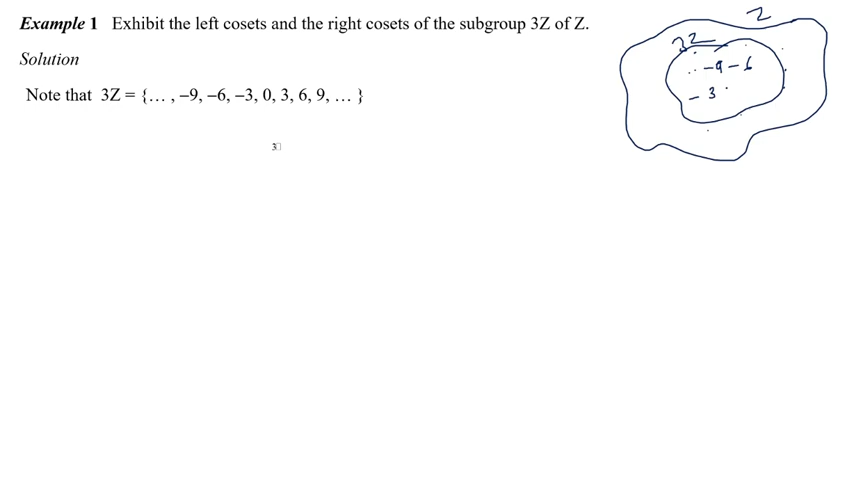 Example 1 Exhibit the left cosets and the right cosets of the subgroup 3Z of Z.
Solution
Note that 3Z = {… , −9, −6, −3, 0, 3, 6, 9, … }
3
Z
3Z
.. −9 −6
−3 .